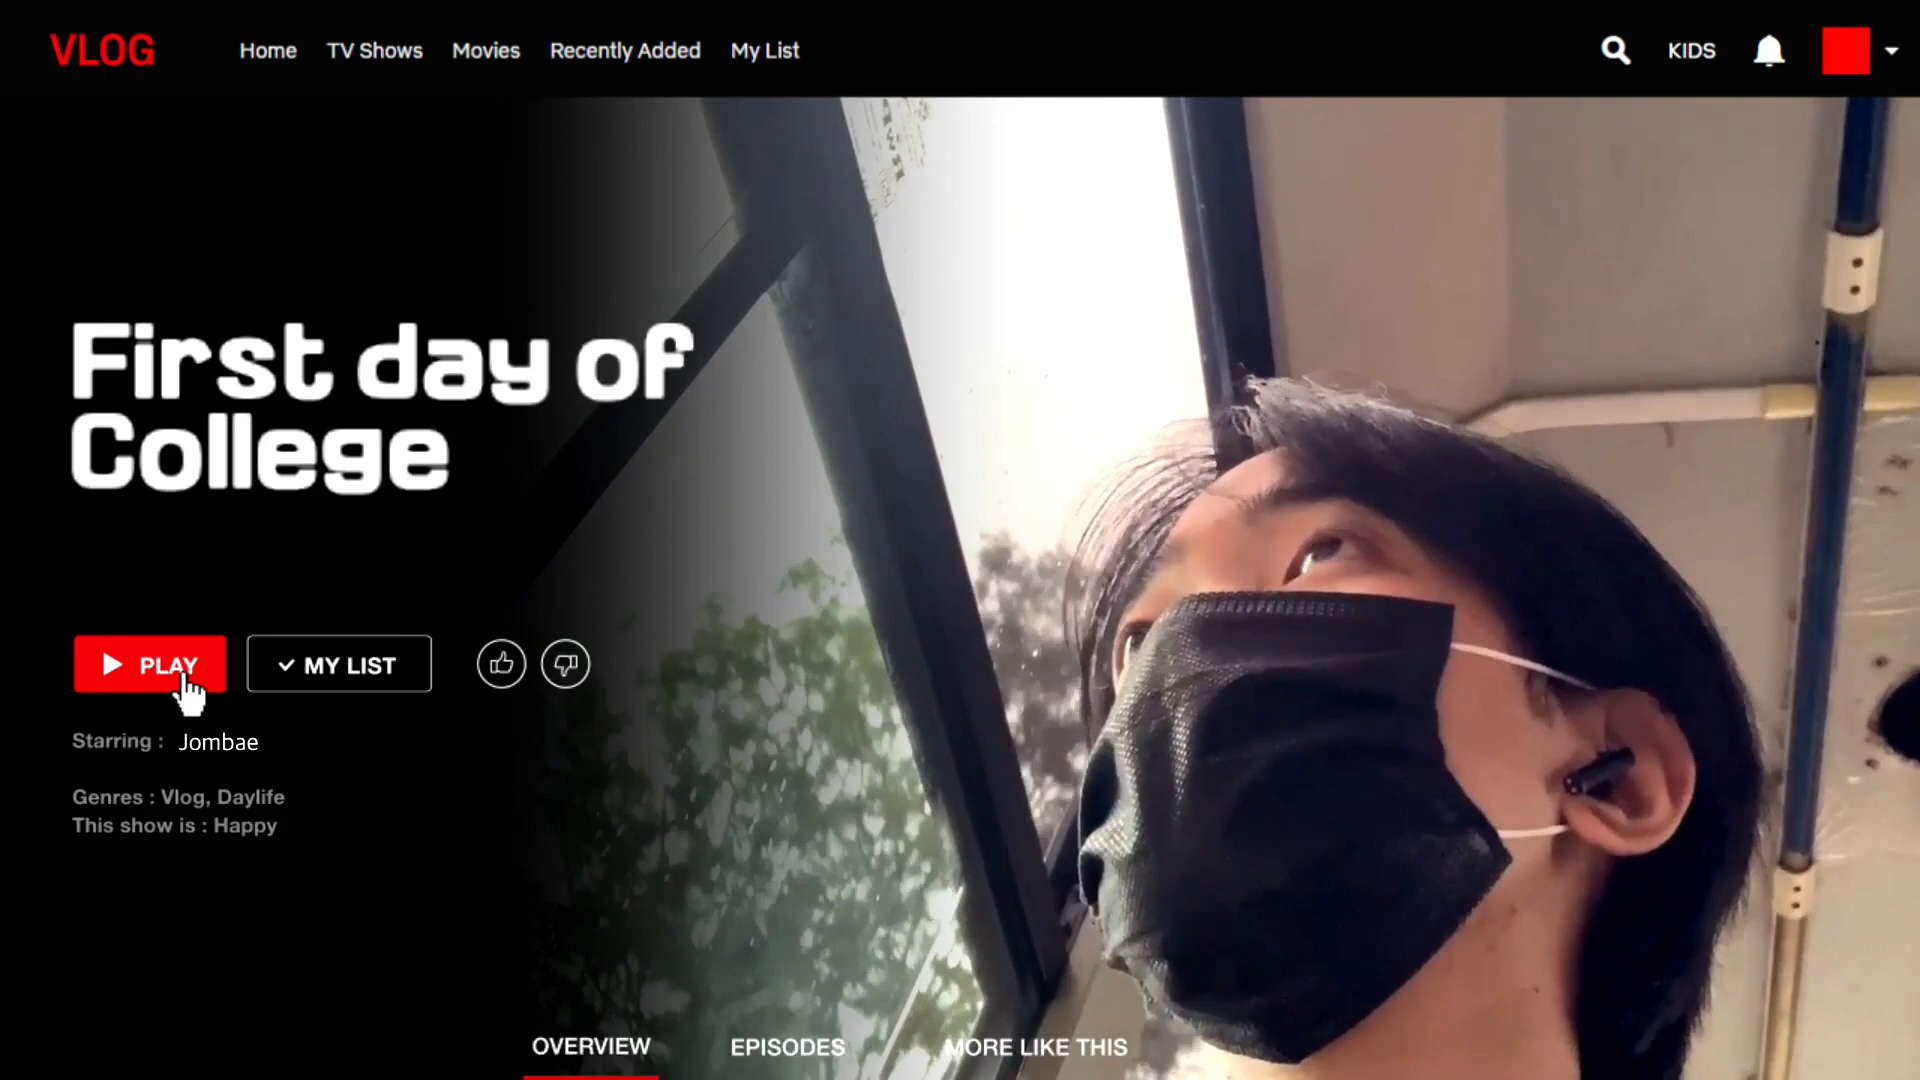 VLOG
Home TV Shows Movies Recently Added My List
KIDS
First day of
College
PLAY
MY LIST
Starring : Jombae
Genres : Vlog, Daylife
This show is : Happy
OVERVIEW EPISODES MORE LIKE THIS